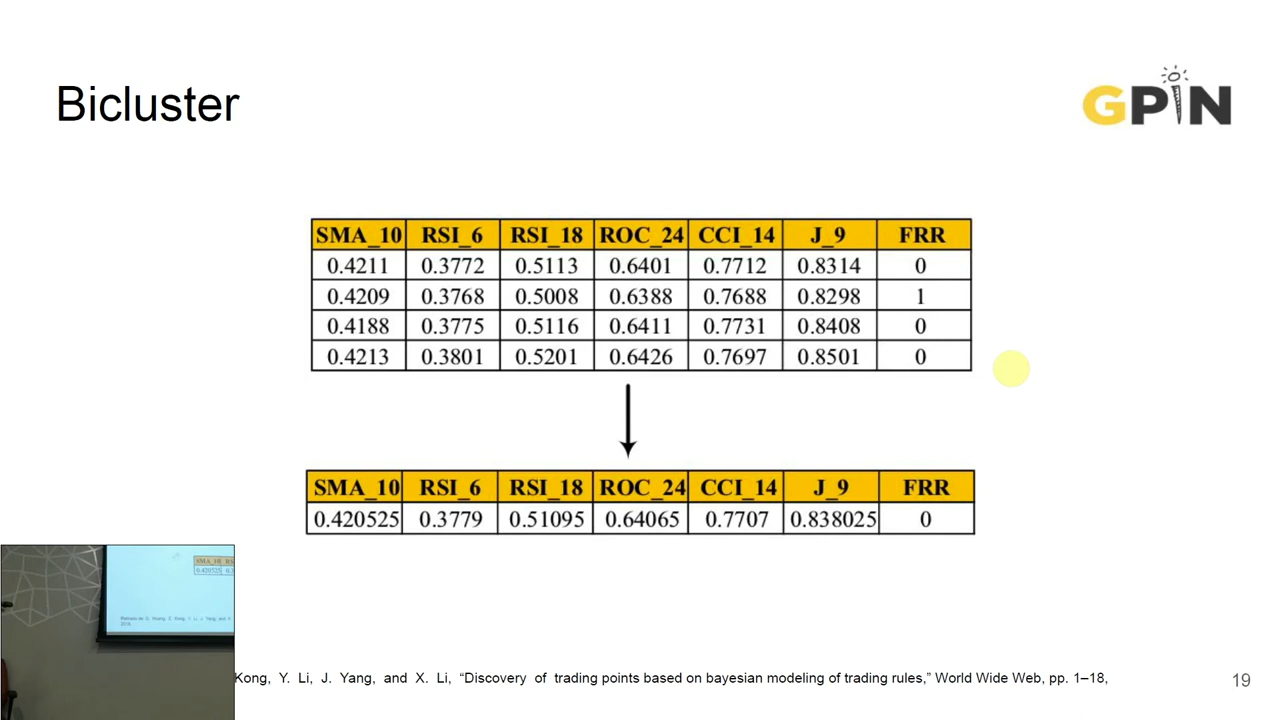 Bicluster
GPIN
SMA_10 RSI_6 RSI_18 ROC_24 CCI_14 J_9 FRR
0.4211 0.3772 0.5113 0.6401 0.7712 0.8314 0
0.4209 0.3768 0.5008 0.6388 0.7688 0.8298 1
0.4188 0.3775 0.5116 0.6411 0.7731 0.8408 0
0.4213 0.3801 0.5201 0.6426 0.7697 0.8501 0
SMA_10 RSI_6 RSI_18 ROC_24 CCI_14 J_9 FRR
0.420525 0.3779 0.51095 0.64065 0.7707 0.838025 0
SMA_10 RS
0.420525
Kong, Y. Li, J. Yang, and X. Li, “Discovery of trading points based on bayesian modeling of trading rules,” World Wide Web, pp. 1–18,
19